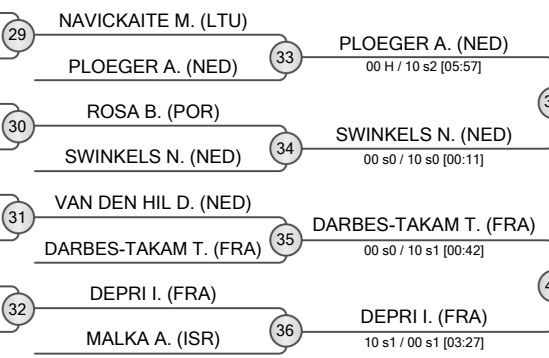 29
NAVICKAITE M. (LTU)
PLOEGER A. (NED)
33
PLOEGER A. (NED)
00 H / 10 s2 [05:57]
30
ROSA B. (POR)
SWINKELS N. (NED)
34
SWINKELS N. (NED)
00 s0 / 10 s0 [00:11]
31
VAN DEN HIL D. (NED)
DARBES-TAKAM T. (FRA)
35
DARBES-TAKAM T. (FRA)
00 s0 / 10 s1 [00:42]
32
DEPRI I. (FRA)
MALKA A. (ISR)
36
DEPRI I. (FRA)
10 s1 / 00 s1 [03:27]